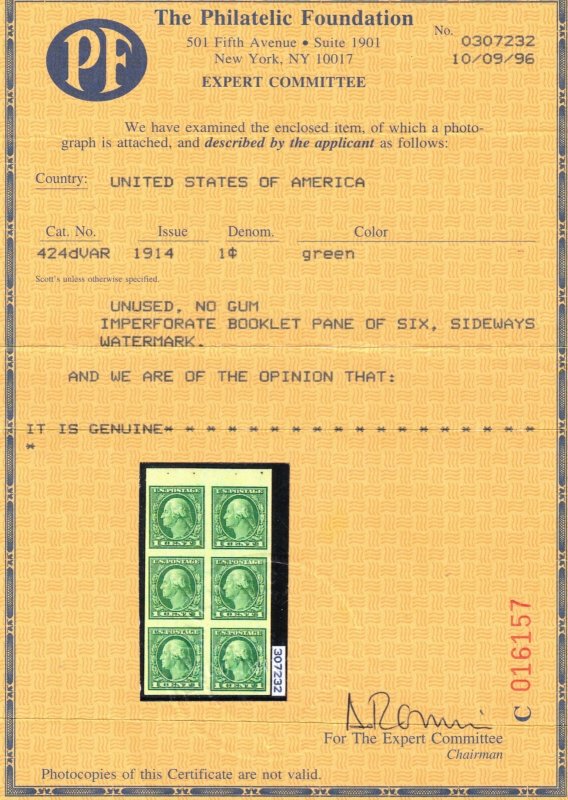 PF
The Philatelic Foundation
501 Fifth Avenue • Suite 1901
New York, NY 10017
EXPERT COMMITTEE
No. 0307232
10/09/96
We have examined the enclosed item, of which a photo-
graph is attached, and described by the applicant as follows:
Country: UNITED STATES OF AMERICA
Cat. No. Issue Denom. Color
424dVAR 1914 1¢ green
Scott's unless otherwise specified.
UNUSED, NO GUM
IMPERFORATE BOOKLET PANE OF SIX, SIDEWAYS
WATERMARK.
AND WE ARE OF THE OPINION THAT:
IT IS GENUINE* * * * * * * * * * * * * * * * * *
*
U.S. POSTAGE U.S. POSTAGE
1 CENT 1 1 CENT 1
U.S. POSTAGE U.S. POSTAGE
1 CENT 1 1 CENT 1
U.S. POSTAGE U.S. POSTAGE
1 CENT 1 1 CENT 1
307232
C 016157
For The Expert Committee
Chairman
Photocopies of this Certificate are not valid.